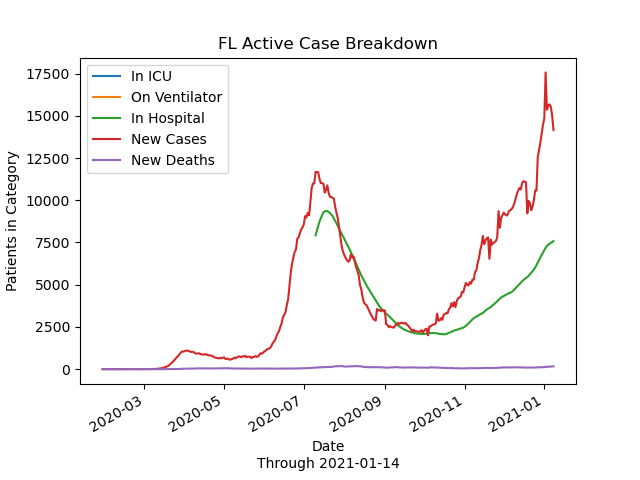 FL Active Case Breakdown
In ICU
On Ventilator
In Hospital
New Cases
New Deaths
Patients in Category
17500
15000
12500
10000
7500
5000
2500
0
2020-03
2020-05
2020-07
2020-09
2020-11
2021-01
Date
Through 2021-01-14